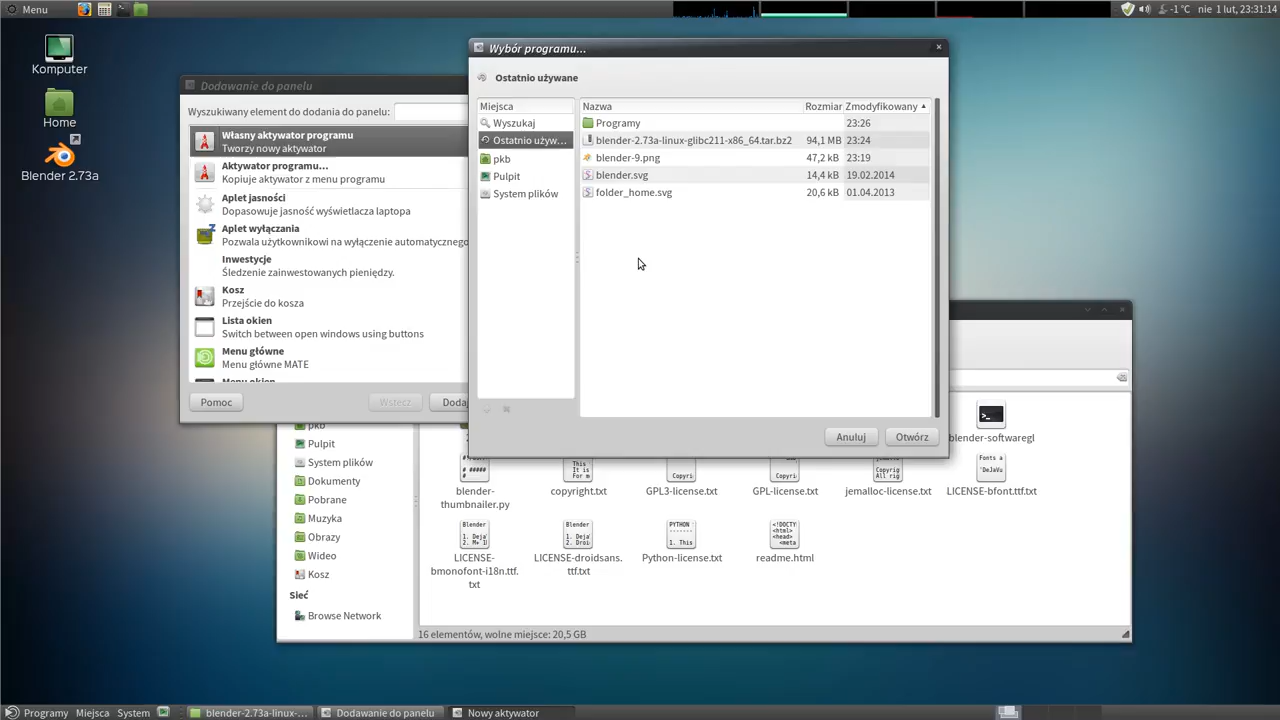 Menu
-1 °C
nie 1 lut, 23:31:14
Komputer
Home
Blender 2.73a
Dodawanie do panelu
Wyszukiwany element do dodania do panelu:
Własny aktywator programu
Tworzy nowy aktywator
Aktywator programu...
Kopiuje aktywator z menu programu
Aplet jasności
Dopasowuje jasność wyświetlacza laptopa
Aplet wyłączania
Pozwala użytkownikowi na wyłączenie automatycznego
Inwestycje
Śledzenie zainwestowanych pieniędzy.
Kosz
Przejście do kosza
Lista okien
Switch between open windows using buttons
Menu główne
Menu główne MATE
Menu okien
Pomoc
Wstecz
Dodaj
Wybór programu...
Ostatnio używane
Miejsca
Wyszukaj
Ostatnio używ...
pkb
Pulpit
System plików
Nazwa Rozmiar Zmodyfikowany
Programy 23:26
blender-2.73a-linux-glibc211-x86_64.tar.bz2 94,1 MB 23:24
blender-9.png 47,2 kB 23:19
blender.svg 14,4 kB 19.02.2014
folder_home.svg 20,6 kB 01.04.2013
Anuluj
Otwórz
pkb
Pulpit
System plików
Dokumenty
Pobrane
Muzyka
Obrazy
Wideo
Kosz
Sieć
Browse Network
blender-softwaregl
blender-
thumbnailer.py
copyright.txt
GPL3-license.txt
GPL-license.txt
jemalloc-license.txt
LICENSE-bfont.ttf.txt
LICENSE-
bmonofont-i18n.ttf.
txt
LICENSE-droidsans.
ttf.txt
Python-license.txt
readme.html
16 elementów, wolne miejsce: 20,5 GB
Programy
Miejsca
System
blender-2.73a-linux-...
Dodawanie do panelu
Nowy aktywator